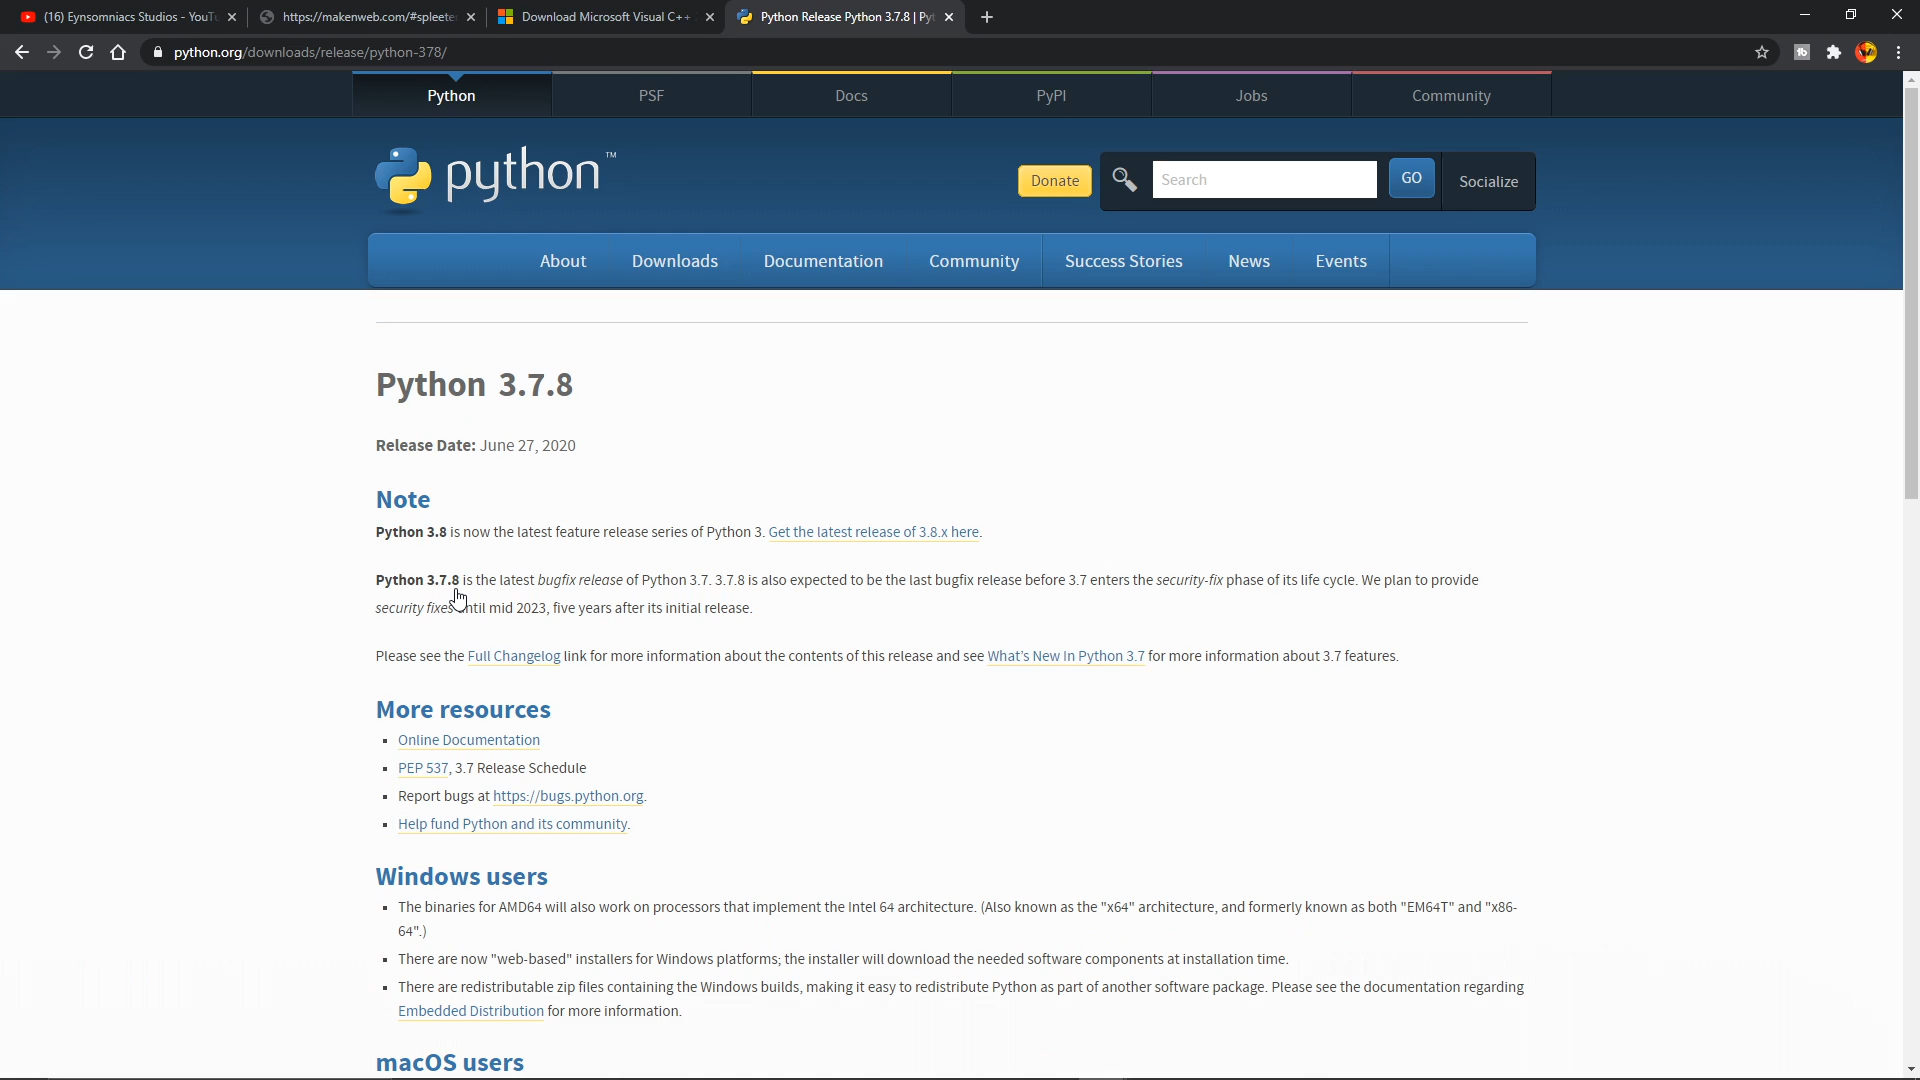 (16) Eynsomniacs Studios - YouTu
https://makenweb.com/#spleeter
Download Microsoft Visual C++
Python Release Python 3.7.8 | Pyt
python.org/downloads/release/python-378/
Python
PSF
Docs
PyPI
Jobs
Community
python™
Donate
Search
GO
Socialize
About
Downloads
Documentation
Community
Success Stories
News
Events
Python 3.7.8
Release Date: June 27, 2020
Note
Python 3.8 is now the latest feature release series of Python 3. Get the latest release of 3.8.x here.
Python 3.7.8 is the latest bugfix release of Python 3.7. 3.7.8 is also expected to be the last bugfix release before 3.7 enters the security-fix phase of its life cycle. We plan to provide
security fixes until mid 2023, five years after its initial release.
Please see the Full Changelog link for more information about the contents of this release and see What's New In Python 3.7 for more information about 3.7 features.
More resources
Online Documentation
PEP 537, 3.7 Release Schedule
Report bugs at https://bugs.python.org.
Help fund Python and its community.
Windows users
The binaries for AMD64 will also work on processors that implement the Intel 64 architecture. (Also known as the "x64" architecture, and formerly known as both "EM64T" and "x86-
64".)
There are now "web-based" installers for Windows platforms; the installer will download the needed software components at installation time.
There are redistributable zip files containing the Windows builds, making it easy to redistribute Python as part of another software package. Please see the documentation regarding
Embedded Distribution for more information.
macOS users